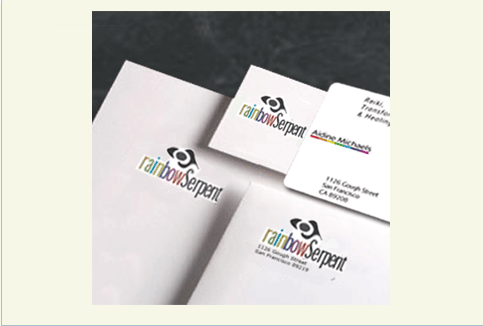 rainbowSerpent
Reiki,
Transfor
& Healing
Aidine Michaels
1126 Gough Street
San Francisco
CA 89208
rainbowSerpent
rainbowSerpent
1126 Gough Street
San Francisco 89219